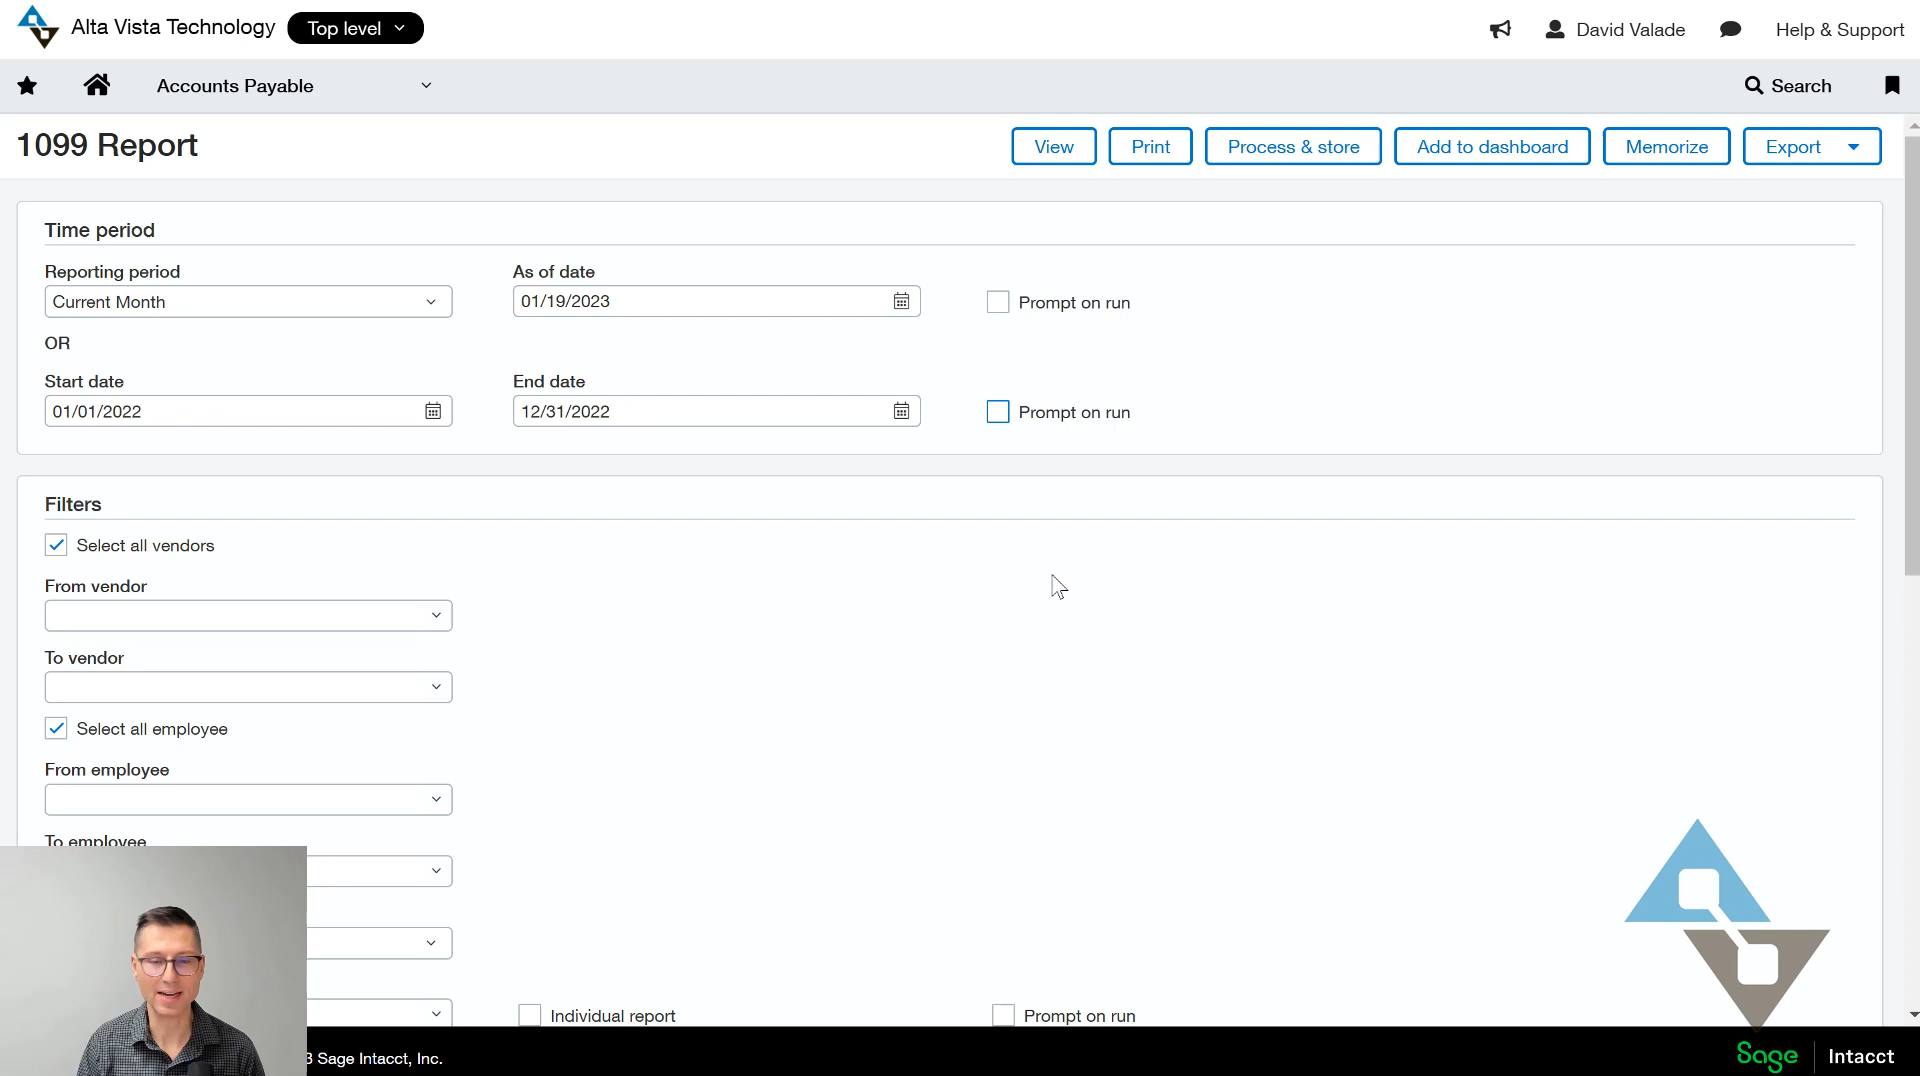 Alta Vista Technology Top level David Valade Help & Support
Accounts Payable Search
1099 Report View Print Process & store Add to dashboard Memorize Export
Time period
Reporting period As of date
Current Month 01/19/2023 Prompt on run
OR
Start date End date
01/01/2022 12/31/2022 Prompt on run
Filters
Select all vendors
From vendor
To vendor
Select all employee
From employee
To employee
Individual report Prompt on run
3 Sage Intacct, Inc. Sage Intacct